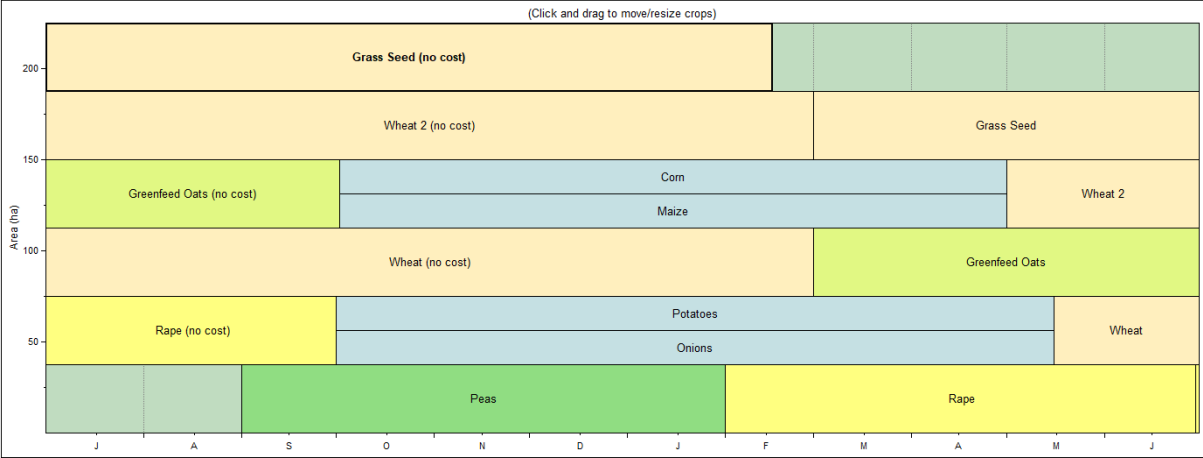 (Click and drag to move/resize crops)
Grass Seed (no cost)
200
Wheat 2 (no cost)
Grass Seed
150
Corn
Greenfeed Oats (no cost)
Wheat 2
Maize
Area (ha)
100
Wheat (no cost)
Greenfeed Oats
Potatoes
Rape (no cost)
Wheat
50
Onions
Peas
Rape
J A S O N D J F M A M J